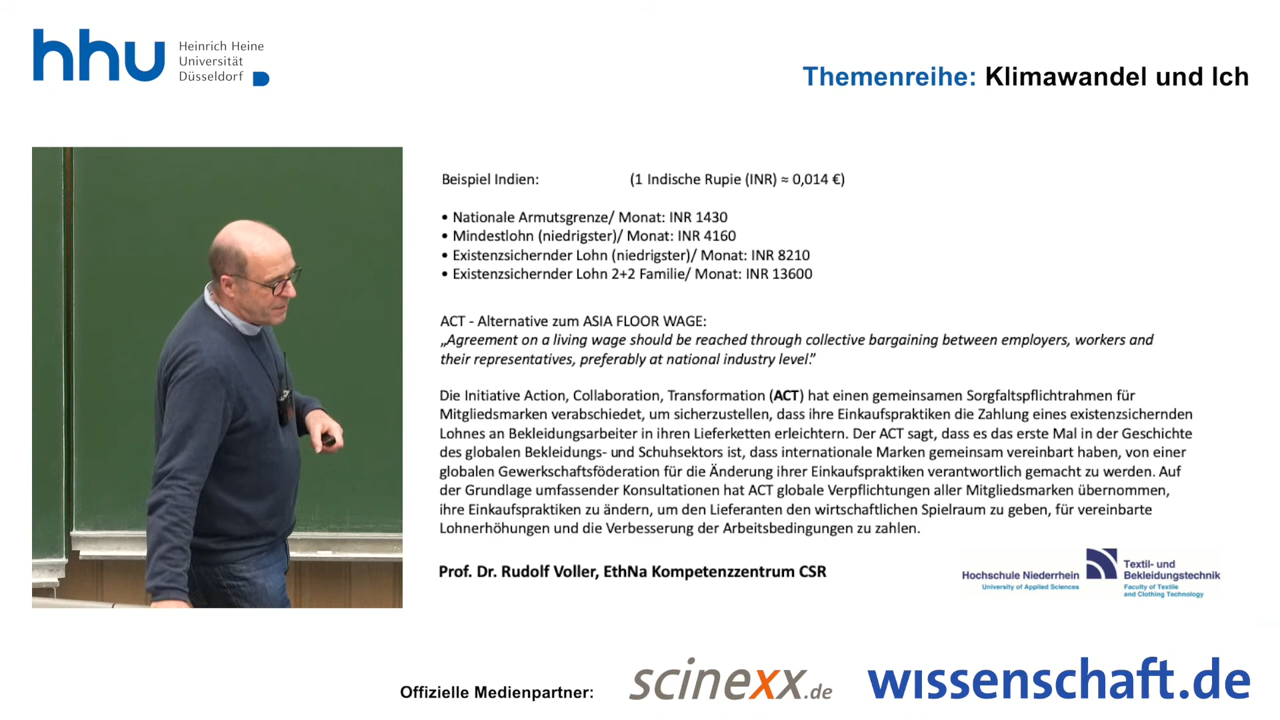 hhu Heinrich Heine
Universität
Düsseldorf
Themenreihe: Klimawandel und Ich
Beispiel Indien: (1 Indische Rupie (INR) ≈ 0,014 €)
• Nationale Armutsgrenze/ Monat: INR 1430
• Mindestlohn (niedrigster)/ Monat: INR 4160
• Existenzsichernder Lohn (niedrigster)/ Monat: INR 8210
• Existenzsichernder Lohn 2+2 Familie/ Monat: INR 13600
ACT - Alternative zum ASIA FLOOR WAGE:
„Agreement on a living wage should be reached through collective bargaining between employers, workers and
their representatives, preferably at national industry level.”
Die Initiative Action, Collaboration, Transformation (ACT) hat einen gemeinsamen Sorgfaltspflichtrahmen für
Mitgliedsmarken verabschiedet, um sicherzustellen, dass ihre Einkaufspraktiken die Zahlung eines existenzsichernden
Lohnes an Bekleidungsarbeiter in ihren Lieferketten erleichtern. Der ACT sagt, dass es das erste Mal in der Geschichte
des globalen Bekleidungs- und Schuhsektors ist, dass internationale Marken gemeinsam vereinbart haben, von einer
globalen Gewerkschaftsföderation für die Änderung ihrer Einkaufspraktiken verantwortlich gemacht zu werden. Auf
der Grundlage umfassender Konsultationen hat ACT globale Verpflichtungen aller Mitgliedsmarken übernommen,
ihre Einkaufspraktiken zu ändern, um den Lieferanten den wirtschaftlichen Spielraum zu geben, für vereinbarte
Lohnerhöhungen und die Verbesserung der Arbeitsbedingungen zu zahlen.
Prof. Dr. Rudolf Voller, EthNa Kompetenzzentrum CSR
Hochschule Niederrhein
University of Applied Sciences
Textil- und
Bekleidungstechnik
Faculty of Textile
and Clothing Technology
Offizielle Medienpartner: scinexx.de wissenschaft.de